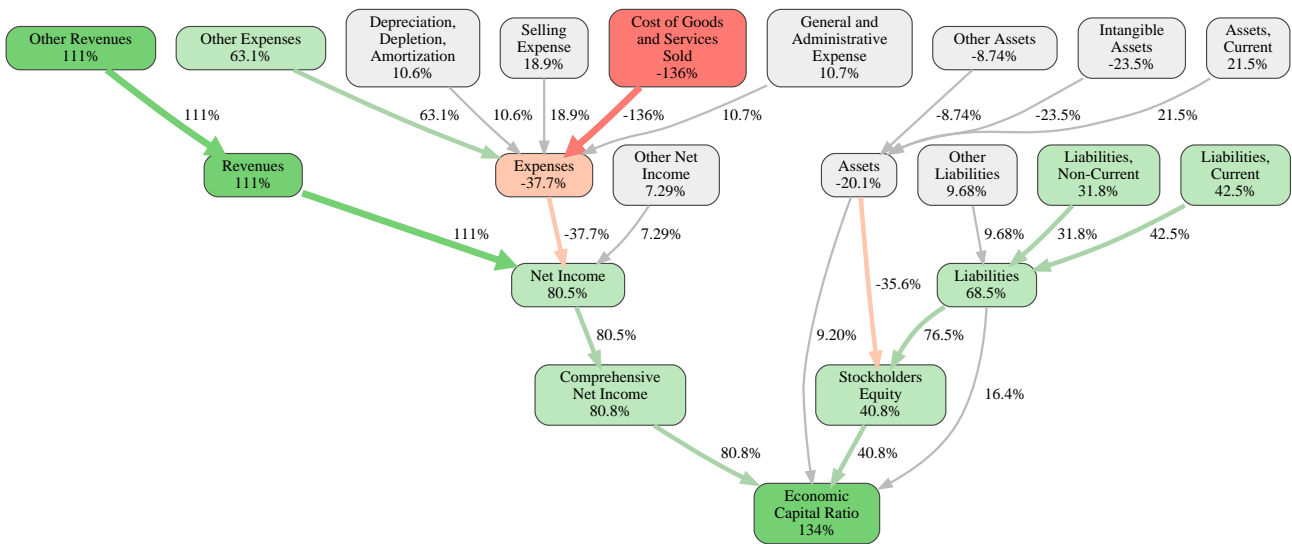 Other Revenues
111%
Other Expenses
63.1%
Depreciation,
Depletion,
Amortization
10.6%
Selling
Expense
18.9%
Cost of Goods
and Services
Sold
-136%
General and
Administrative
Expense
10.7%
Other Assets
-8.74%
Intangible
Assets
-23.5%
Assets,
Current
21.5%
111%
63.1%
10.6%
18.9%
-136%
10.7%
-8.74%
-23.5%
21.5%
Revenues
111%
Expenses
-37.7%
Other Net
Income
7.29%
Assets
-20.1%
Other
Liabilities
9.68%
Liabilities,
Non-Current
31.8%
Liabilities,
Current
42.5%
111%
-37.7%
7.29%
9.68%
31.8%
42.5%
Net Income
80.5%
-35.6%
Liabilities
68.5%
80.5%
9.20%
76.5%
Comprehensive
Net Income
80.8%
Stockholders
Equity
40.8%
16.4%
80.8%
40.8%
Economic
Capital Ratio
134%